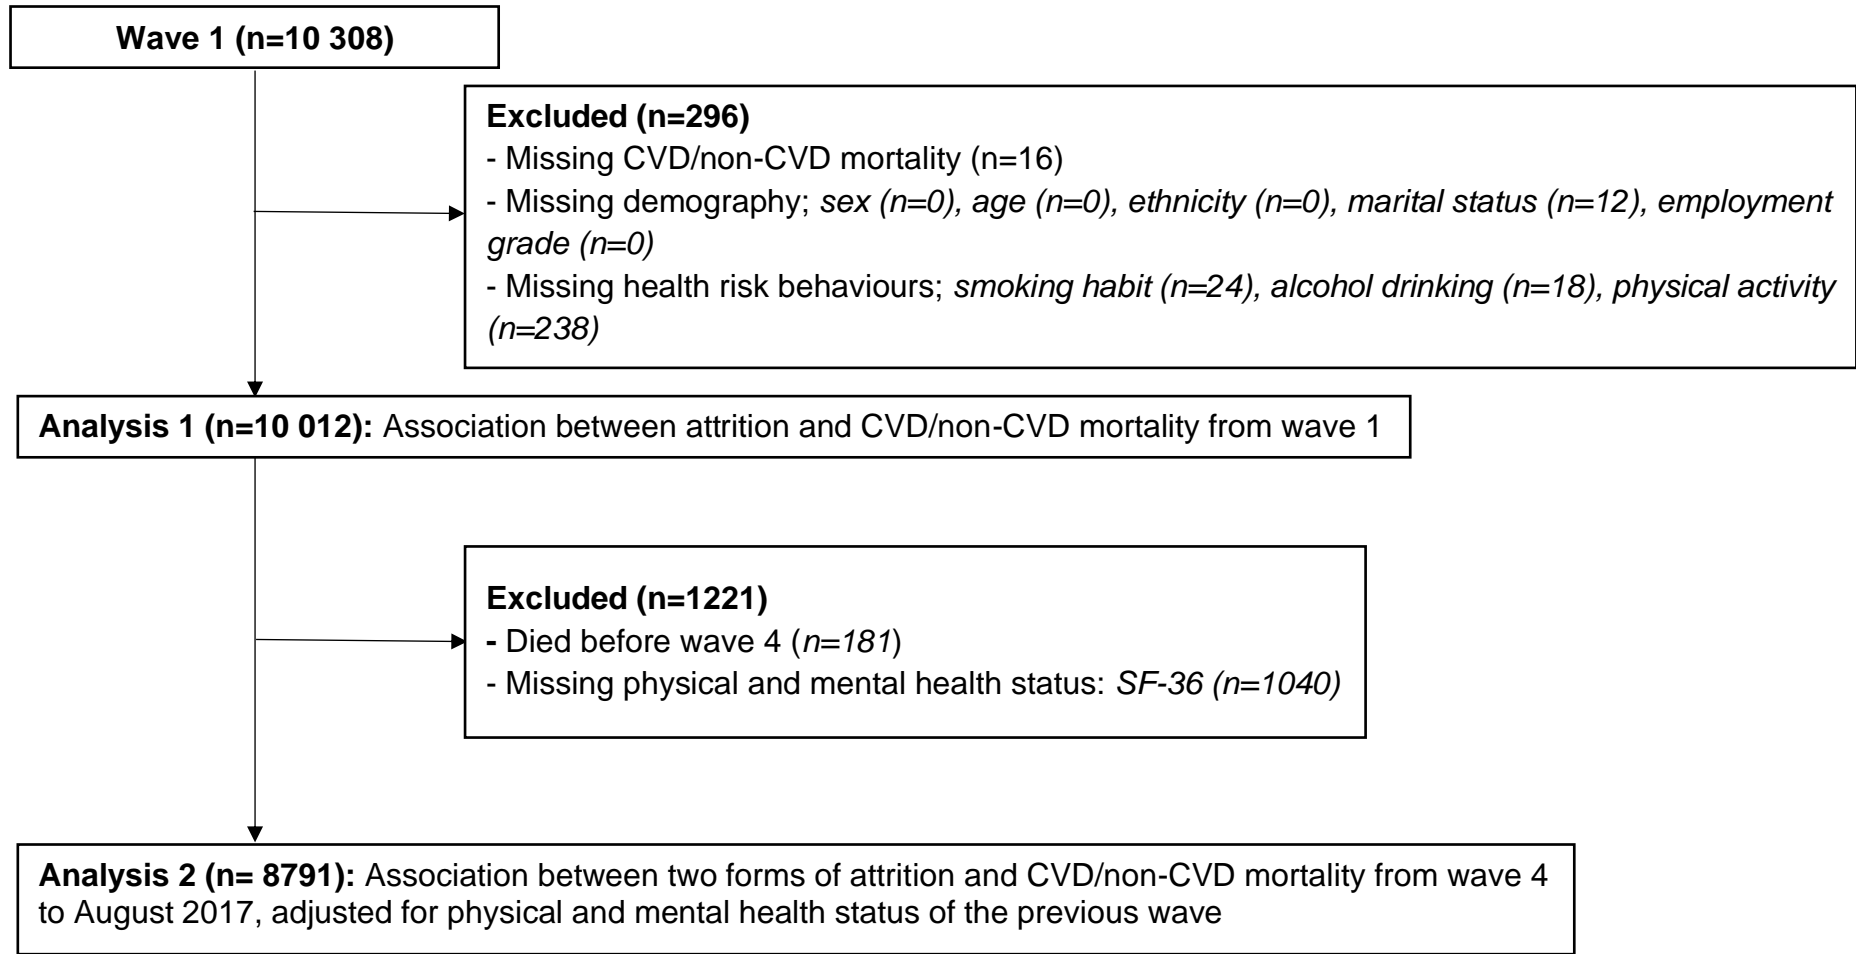 Wave 1 (n=10 308)
Excluded (n=296)
- Missing CVD/non-CVD mortality (n=16)
- Missing demography; sex (n=0), age (n=0), ethnicity (n=0), marital status (n=12), employment
grade (n=0)
- Missing health risk behaviours; smoking habit (n=24), alcohol drinking (n=18), physical activity
(n=238)
Analysis 1 (n=10 012): Association between attrition and CVD/non-CVD mortality from wave 1
Excluded (n=1221)
- Died before wave 4 (n=181)
- Missing physical and mental health status: SF-36 (n=1040)
Analysis 2 (n= 8791): Association between two forms of attrition and CVD/non-CVD mortality from wave 4
to August 2017, adjusted for physical and mental health status of the previous wave